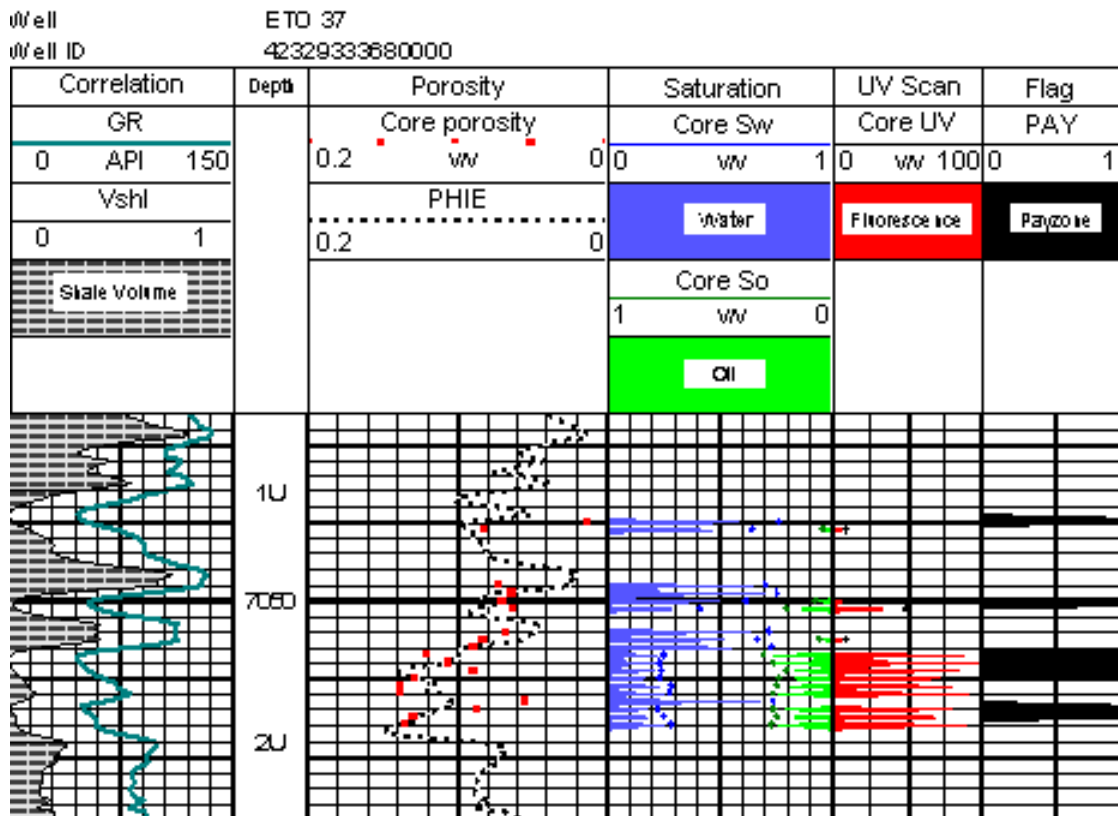 Well ETO 37
Well ID 42329333680000
Correlation Depth Porosity Saturation UV Scan Flag
GR Core porosity Core Sw Core UV PAY
0 API 150 0.2 v/v 0 0 v/v 1 0 v/v 100 0 1
Vshl PHIE Water Fluorescence Payzone
0 1 0.2 0
Shale Volume Core So
1 v/v 0
Oil
1U
7050
2U